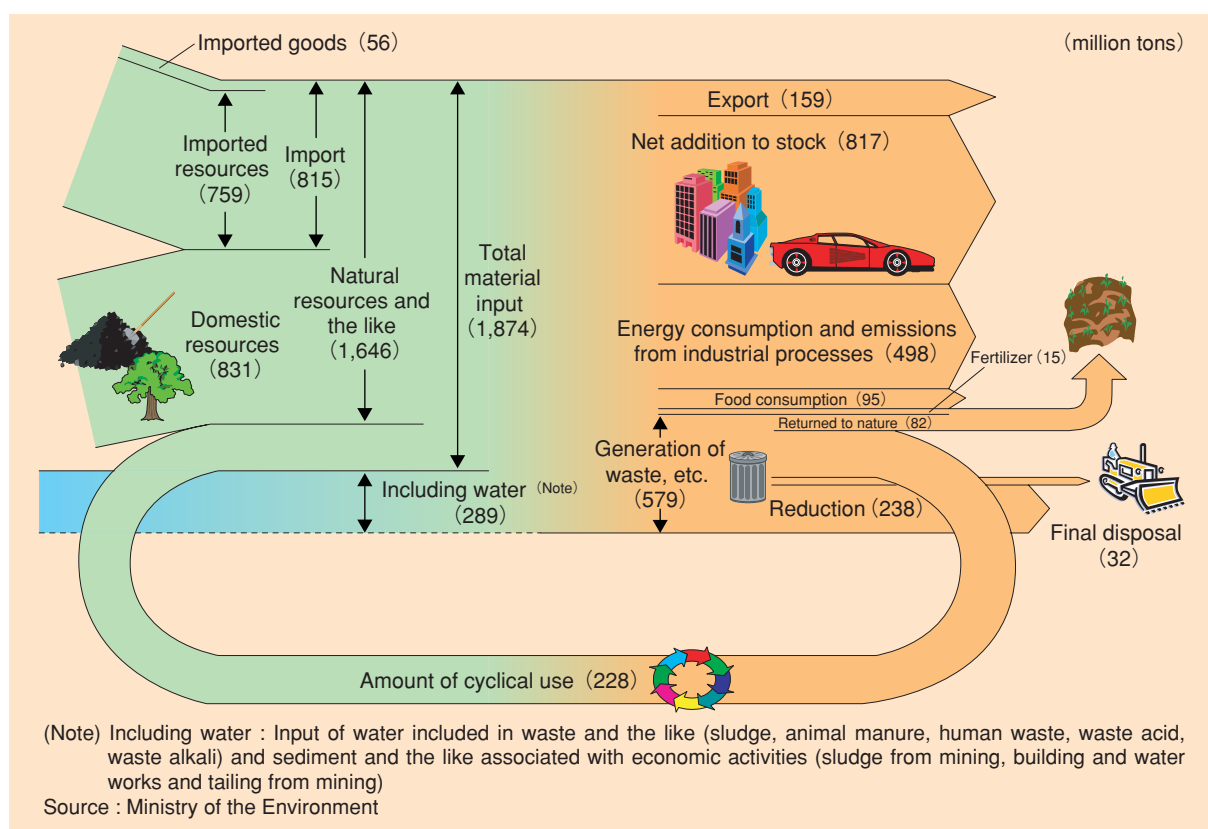 Imported goods（56）
（million tons）
Export（159）
Imported
resources
（759）
Import
（815）
Net addition to stock（817）
Total
material
input
（1,874）
Natural
resources and
the like
（1,646）
Domestic
resources
（831）
Energy consumption and emissions
from industrial processes（498）
Fertilizer（15）
Food consumption（95）
Returned to nature（82）
Generation of
waste, etc.
（579）
Including water（Note）
（289）
Reduction（238）
Final disposal
（32）
Amount of cyclical use（228）
(Note) Including water : Input of water included in waste and the like (sludge, animal manure, human waste, waste acid,
waste alkali) and sediment and the like associated with economic activities (sludge from mining, building and water
works and tailing from mining)
Source : Ministry of the Environment